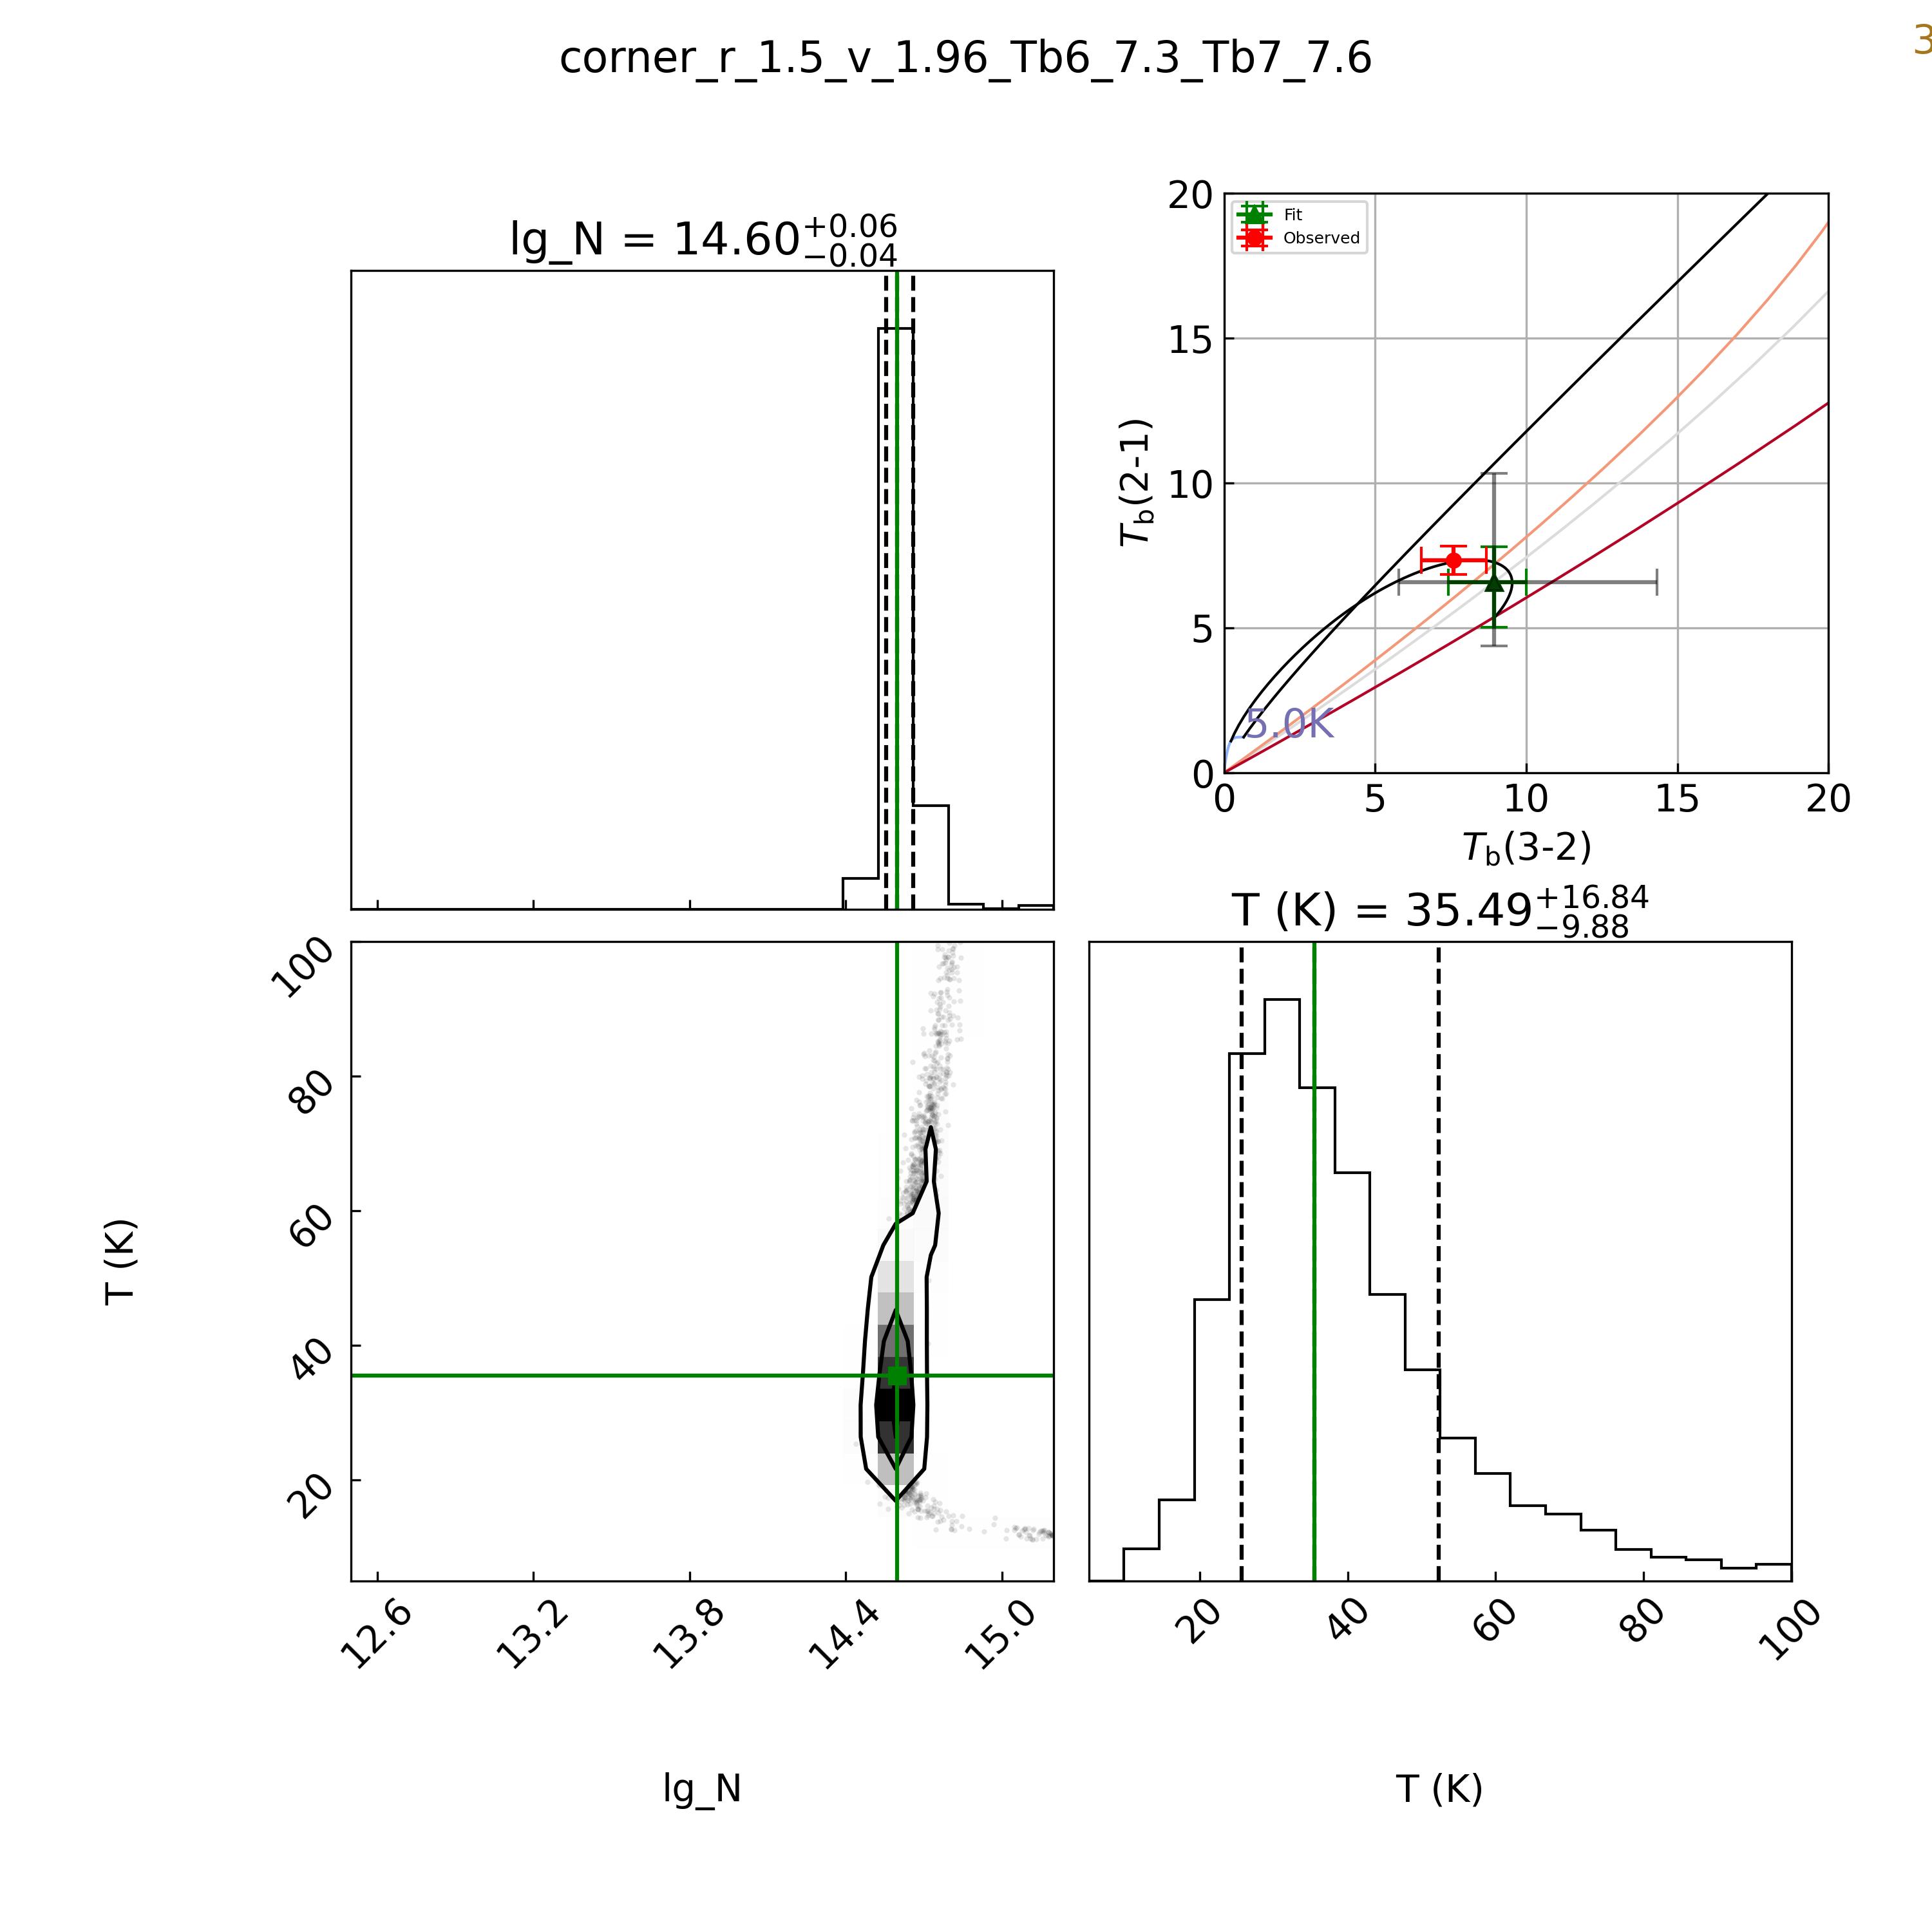 corner_r_1.5_v_1.96_Tb6_7.3_Tb7_7.6
3
lg_N = 14.60+0.06−0.04
20
15
10
5
0
Fit
Observed
5.0K
Tb(2-1)
0 5 10 15 20
Tb(3-2)
T (K) = 35.49+16.84−9.88
100
80
60
40
20
T (K)
12.6 13.2 13.8 14.4 15.0
20 40 60 80 100
lg_N
T (K)